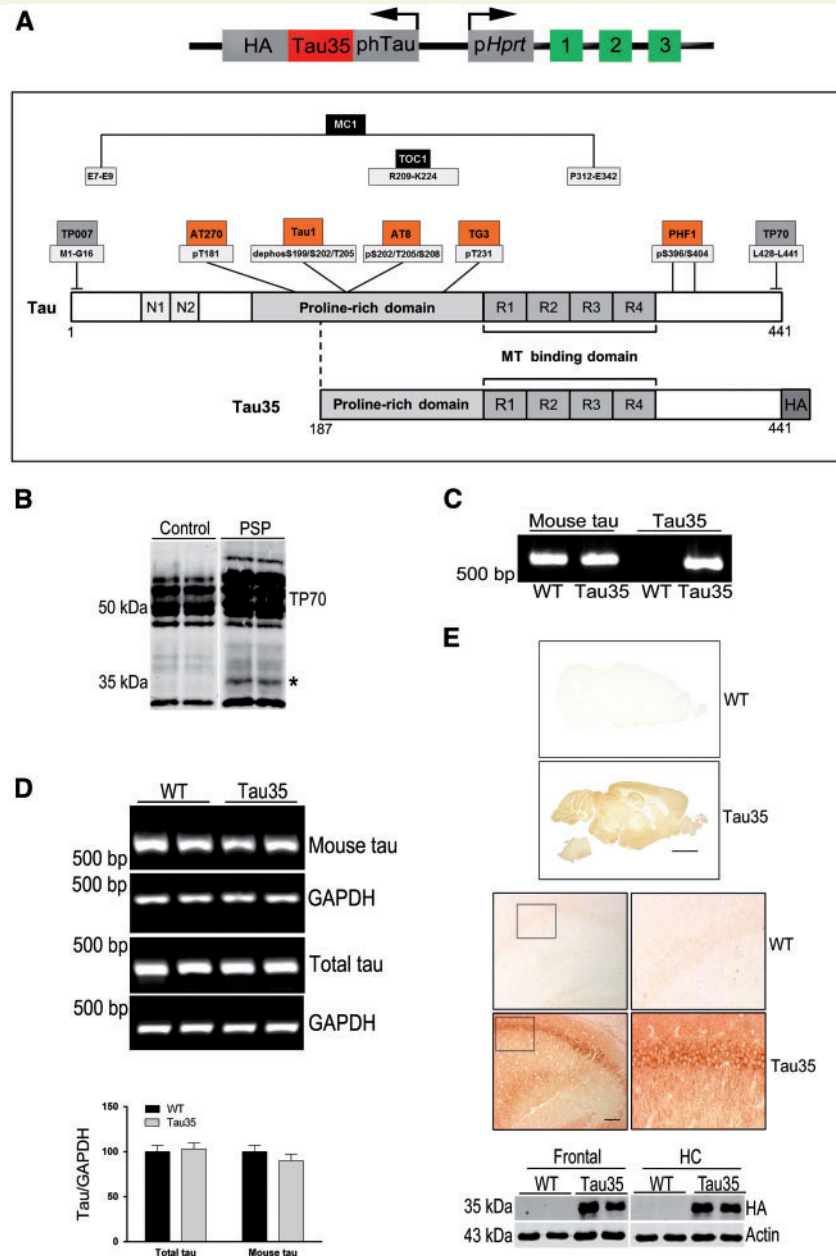 A
HA Tau35 phTau pHprt 1 2 3
MC1
E7-E9 TOC1 P312-E342
R209-K224
TP007 AT270 Tau1 AT8 TG3 PHF1 TP70
M1-G16 pT181 dephosS199/S202/T205 pS202/T205/S208 pT231 pS396/S404 L428-L441
Tau N1 N2 Proline-rich domain R1 R2 R3 R4
1 441
MT binding domain
Tau35 Proline-rich domain R1 R2 R3 R4 HA
187 441
B
Control PSP
TP70
50 kDa
35 kDa *
C
Mouse tau Tau35
500 bp
WT Tau35 WT Tau35
D
WT Tau35
500 bp Mouse tau
500 bp GAPDH
500 bp Total tau
500 bp GAPDH
Tau/GAPDH
150
100
50
0
WT
Tau35
Total tau Mouse tau
E
WT
Tau35
WT
Tau35
Frontal HC
WT Tau35 WT Tau35
35 kDa HA
43 kDa Actin